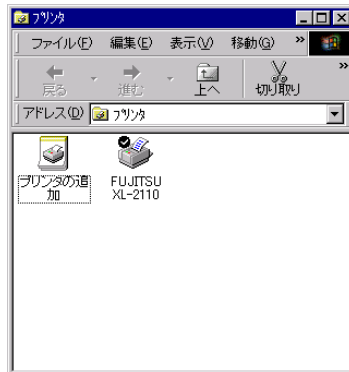 プリンタ
ファイル(F) 編集(E) 表示(V) 移動(G) »
戻る 進む 上へ 切り取り »
アドレス(D) プリンタ
プリンタの追
加
FUJITSU
XL-2110